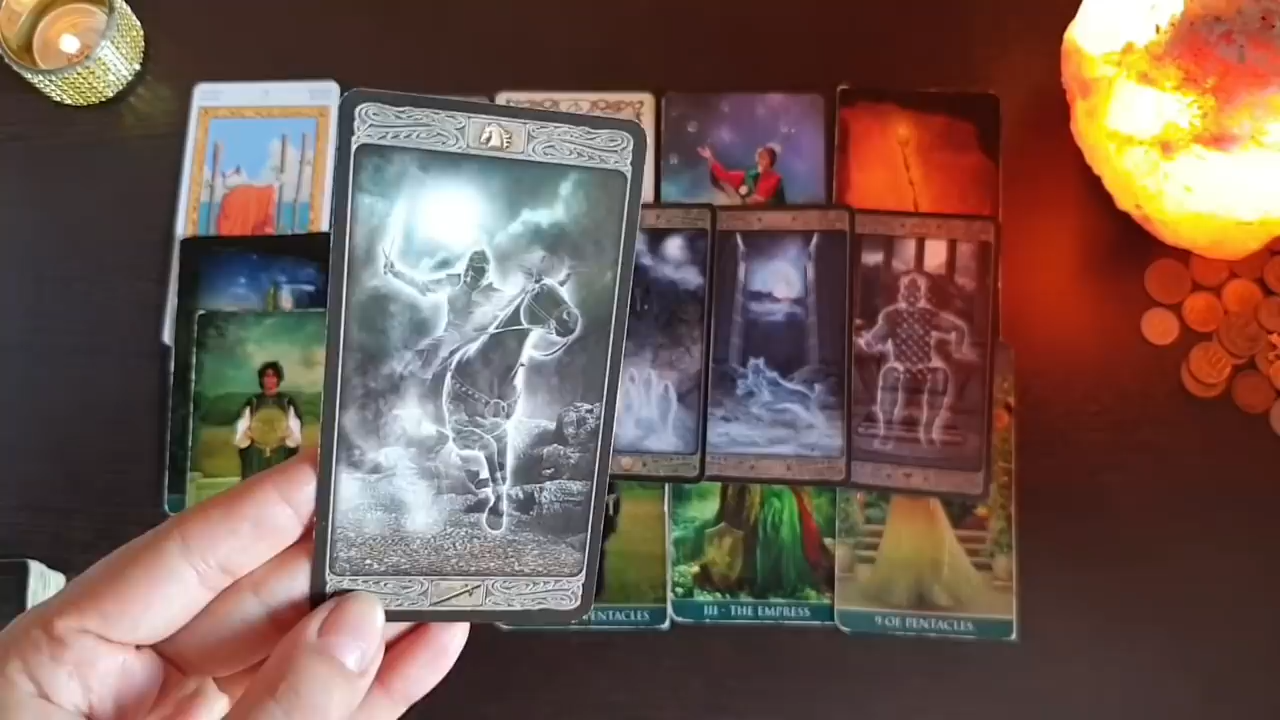 PENTACLES
III - THE EMPRESS
9 OF PENTACLES